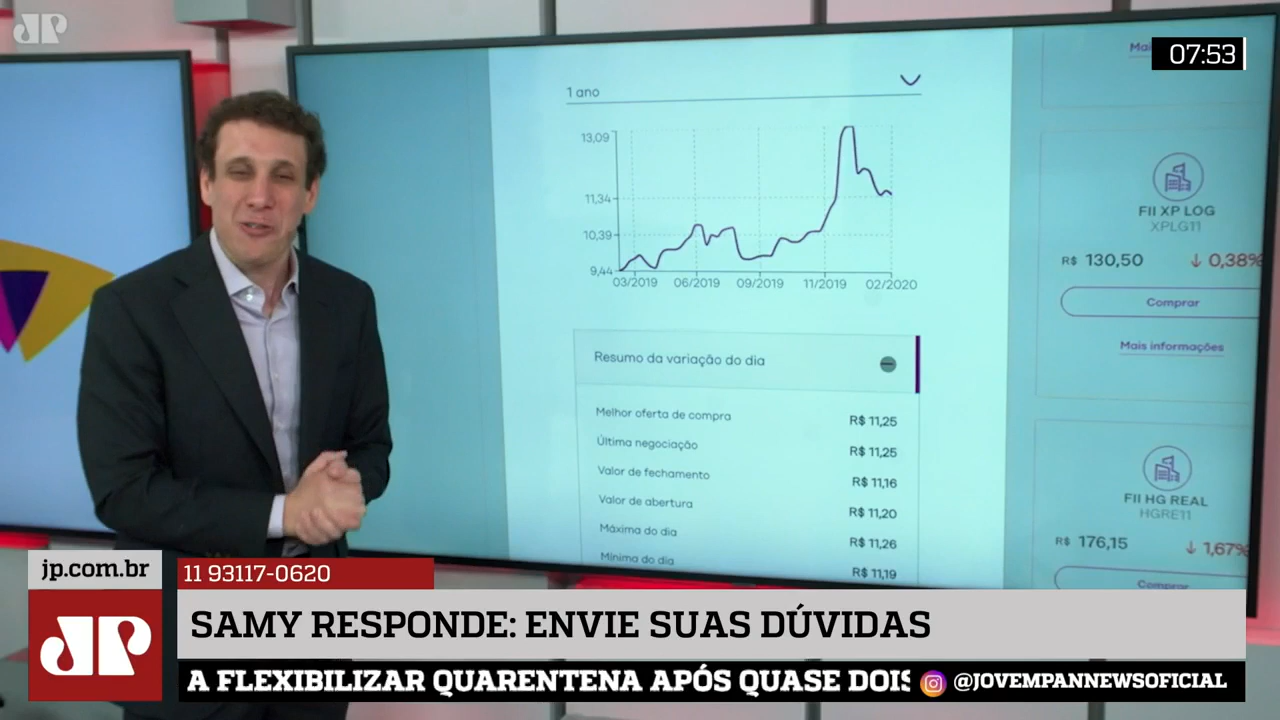 JP
07:53
1 ano
Mai
13,09
11,34
10,39
9,44
03/2019 06/2019 09/2019 11/2019 02/2020
FII XP LOG
XPLG11
R$ 130,50 ↓ 0,38%
Comprar
Mais informações
Resumo da variação do dia
Melhor oferta de compra R$ 11,25
Última negociação R$ 11,25
Valor de fechamento R$ 11,16
Valor de abertura R$ 11,20
Máxima do dia R$ 11,26
Mínima do dia R$ 11,19
FII HG REAL
HGRE11
R$ 176,15 ↓ 1,67%
Comprar
jp.com.br
11 93117-0620
JP
SAMY RESPONDE: ENVIE SUAS DÚVIDAS
A FLEXIBILIZAR QUARENTENA APÓS QUASE DOIS
@JOVEMPANNEWSOFICIAL